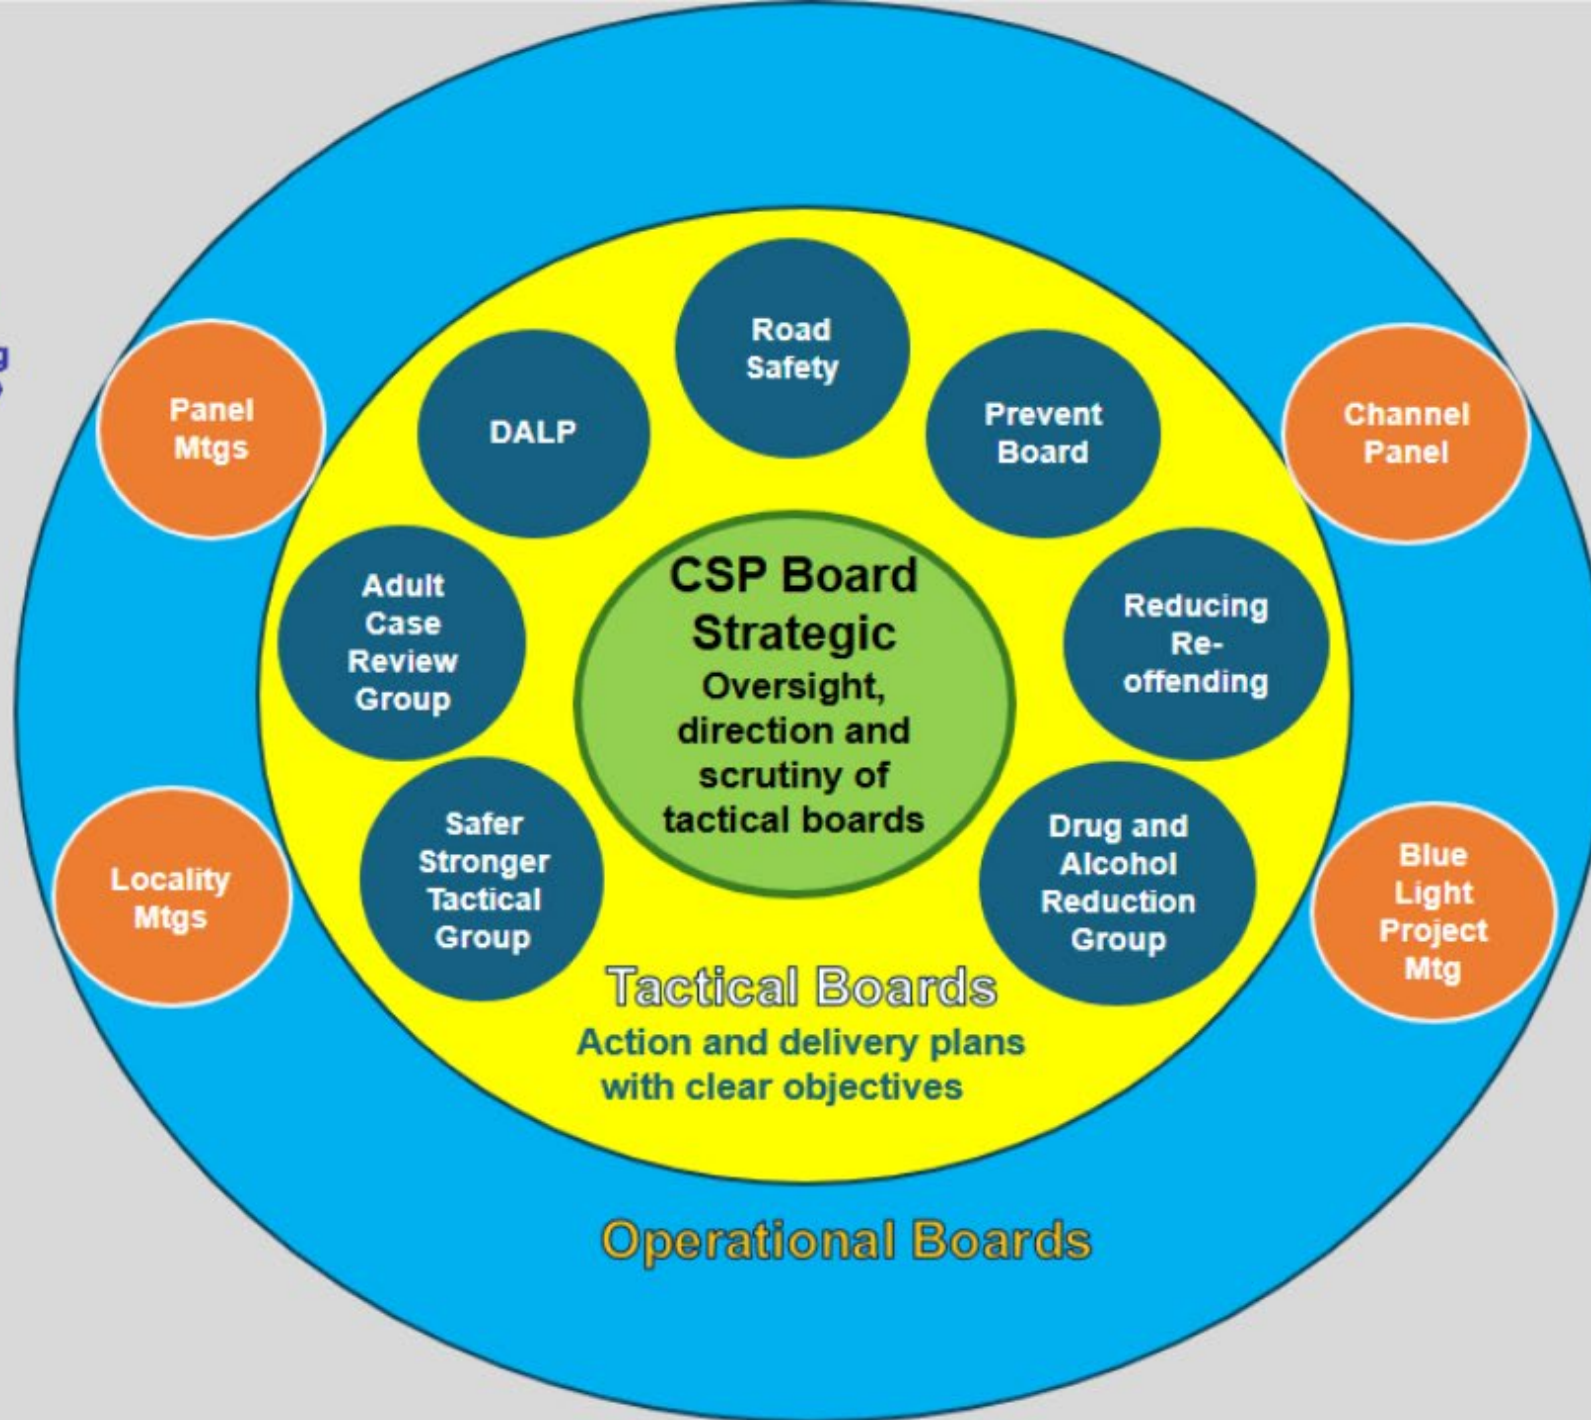 Road
Safety
DALP
Prevent
Board
Panel
Mtgs
Channel
Panel
CSP Board
Strategic
Oversight,
direction and
scrutiny of
tactical boards
Adult
Case
Review
Group
Reducing
Re-
offending
Safer
Stronger
Tactical
Group
Drug and
Alcohol
Reduction
Group
Locality
Mtgs
Blue
Light
Project
Mtg
Tactical Boards
Action and delivery plans
with clear objectives
Operational Boards